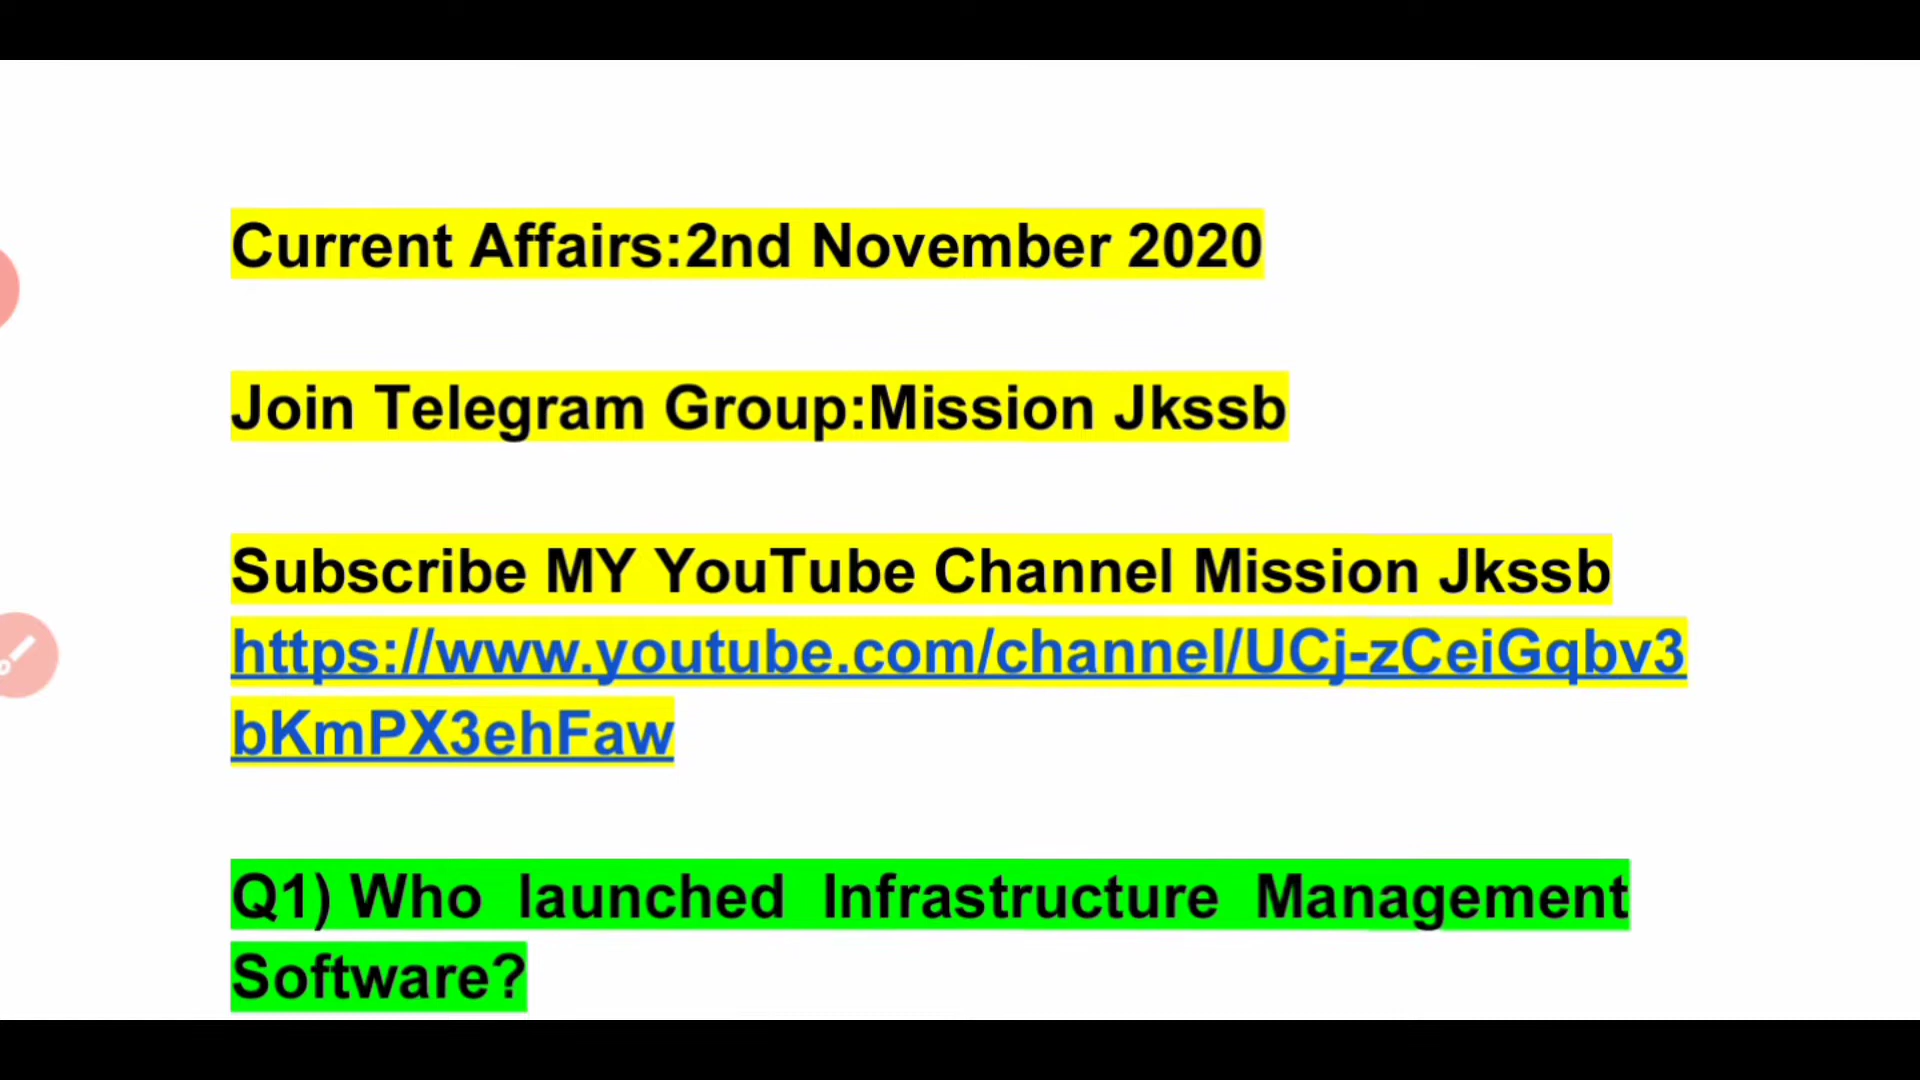 Current Affairs:2nd November 2020
Join Telegram Group:Mission Jkssb
Subscribe MY YouTube Channel Mission Jkssb
https://www.youtube.com/channel/UCj-zCeiGqbv3
bKmPX3ehFaw
Q1) Who launched Infrastructure Management
Software?